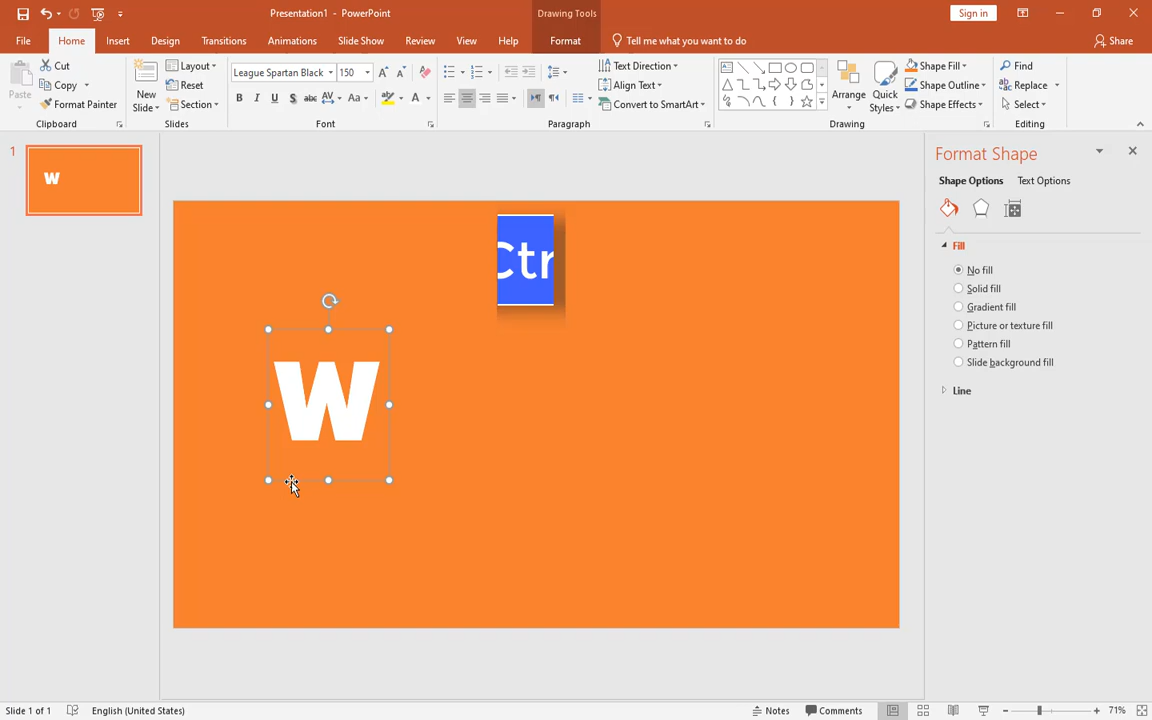 Presentation1 - PowerPoint
Drawing Tools
Sign in
File
Home
Insert
Design
Transitions
Animations
Slide Show
Review
View
Help
Format
Tell me what you want to do
Share
Paste
Cut
Copy
Format Painter
Clipboard
New
Slide
Layout
Reset
Section
Slides
League Spartan Black
150
A
A
B
I
U
S
abc
AV
Aa
A
Font
Text Direction
Align Text
Convert to SmartArt
Paragraph
Arrange
Quick
Styles
Shape Fill
Shape Outline
Shape Effects
Drawing
Find
Replace
Select
Editing
1
W
Ctr
W
Format Shape
Shape Options
Text Options
Fill
No fill
Solid fill
Gradient fill
Picture or texture fill
Pattern fill
Slide background fill
Line
Slide 1 of 1
English (United States)
Notes
Comments
71%